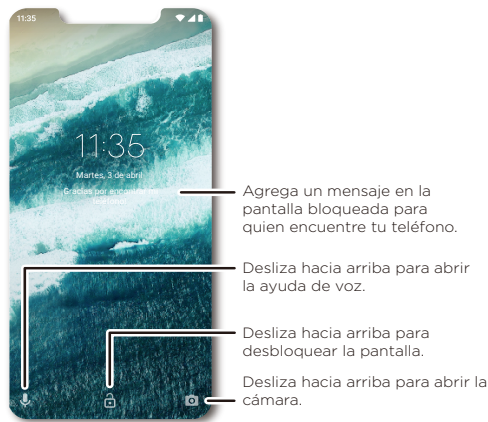 11:35
11:35
Martes, 3 de abril
Gracias por encontrar mi
teléfono!
Agrega un mensaje en la
pantalla bloqueada para
quien encuentre tu teléfono.
Desliza hacia arriba para abrir
la ayuda de voz.
Desliza hacia arriba para
desbloquear la pantalla.
Desliza hacia arriba para abrir la
cámara.